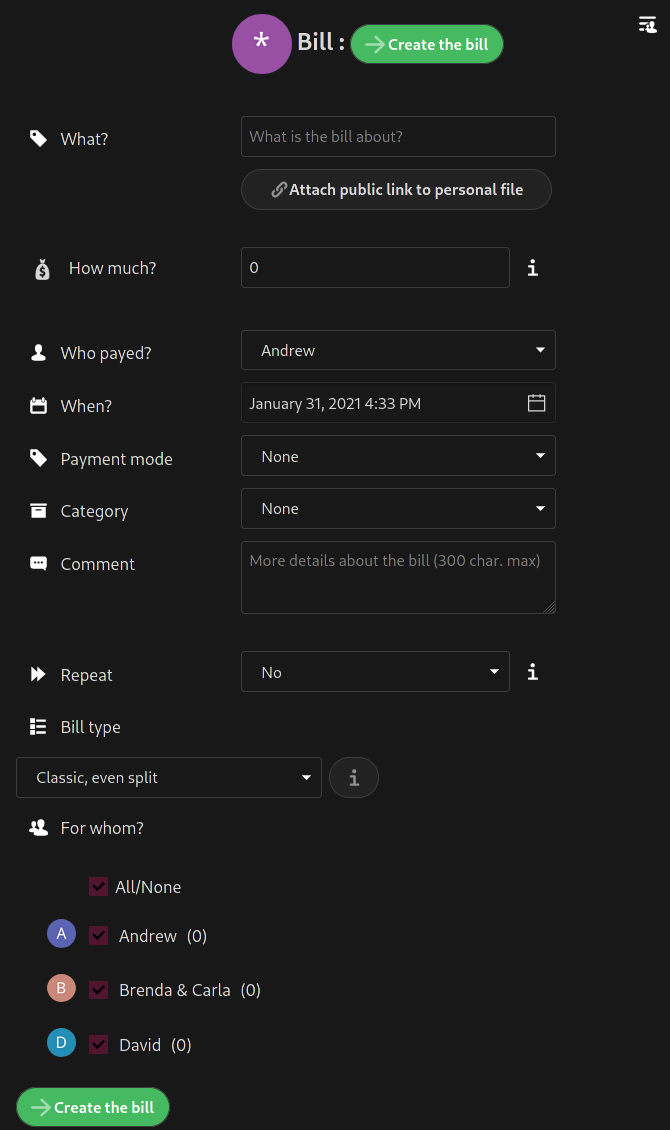 * Bill : Create the bill
What? What is the bill about?
Attach public link to personal file
How much? 0
Who payed? Andrew
When? January 31, 2021 4:33 PM
Payment mode None
Category None
Comment More details about the bill (300 char. max)
Repeat No
Bill type
Classic, even split
For whom?
All/None
A Andrew (0)
B Brenda & Carla (0)
D David (0)
Create the bill